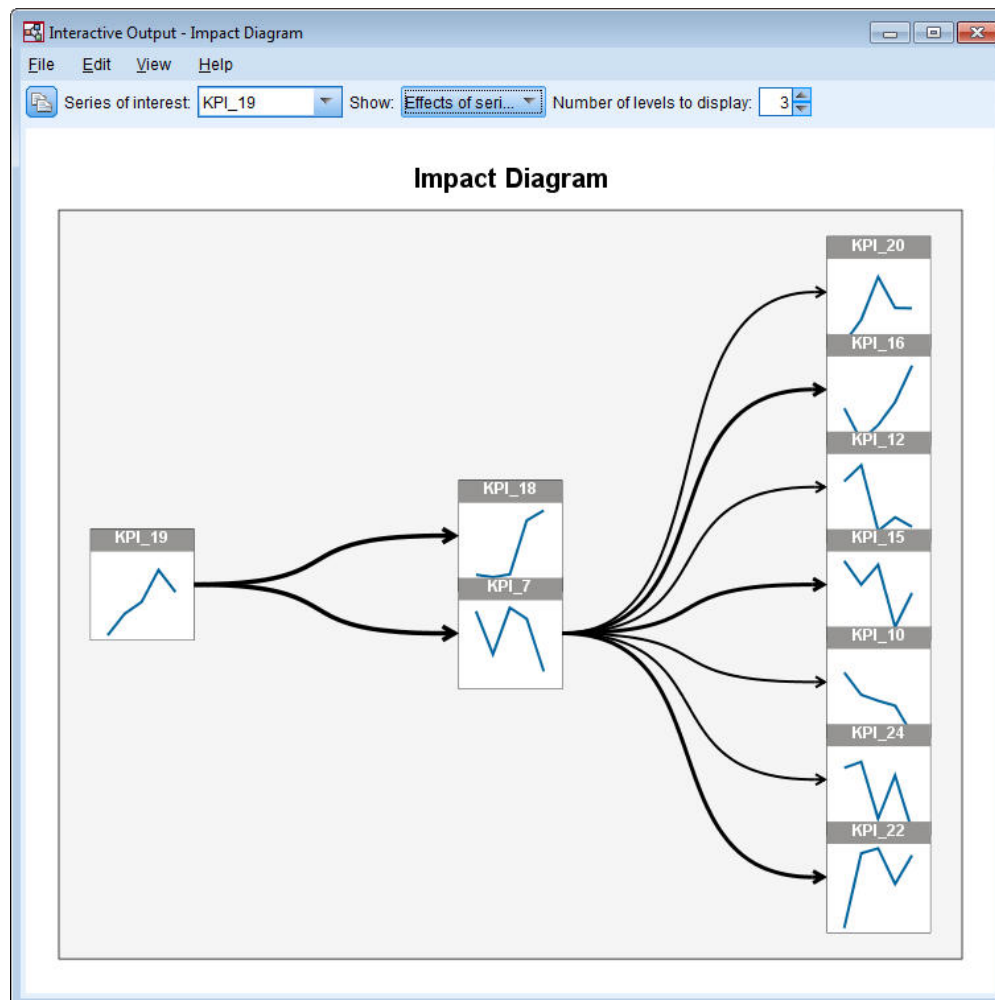 Interactive Output - Impact Diagram
File Edit View Help
Series of interest: KPI_19 Show: Effects of seri... Number of levels to display: 3
Impact Diagram
KPI_20
KPI_16
KPI_12
KPI_18
KPI_19
KPI_15
KPI_7
KPI_10
KPI_24
KPI_22